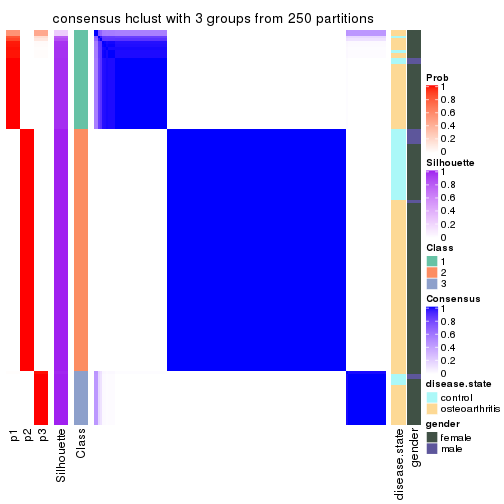 consensus hclust with 3 groups from 250 partitions
Prob
1
0.8
0.6
0.4
0.2
0
Silhouette
1
0.8
0.6
0.4
0.2
0
Class
1
2
3
Consensus
1
0.8
0.6
0.4
0.2
0
disease.state
control
osteoarthritis
gender
female
male
p1
p2
p3
Silhouette
Class
disease.state
gender